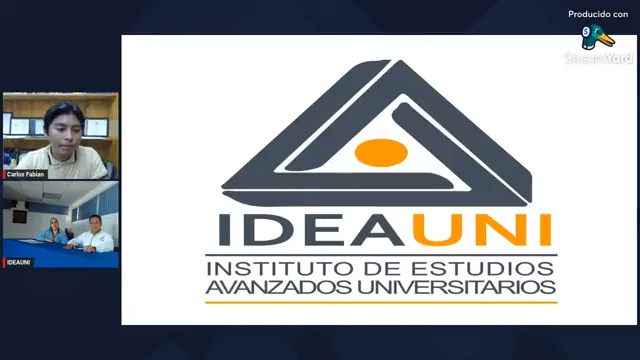 Producido con
StreamYard
Carlos Fabian
IDEAUNI
IDEAUNI
INSTITUTO DE ESTUDIOS
AVANZADOS UNIVERSITARIOS